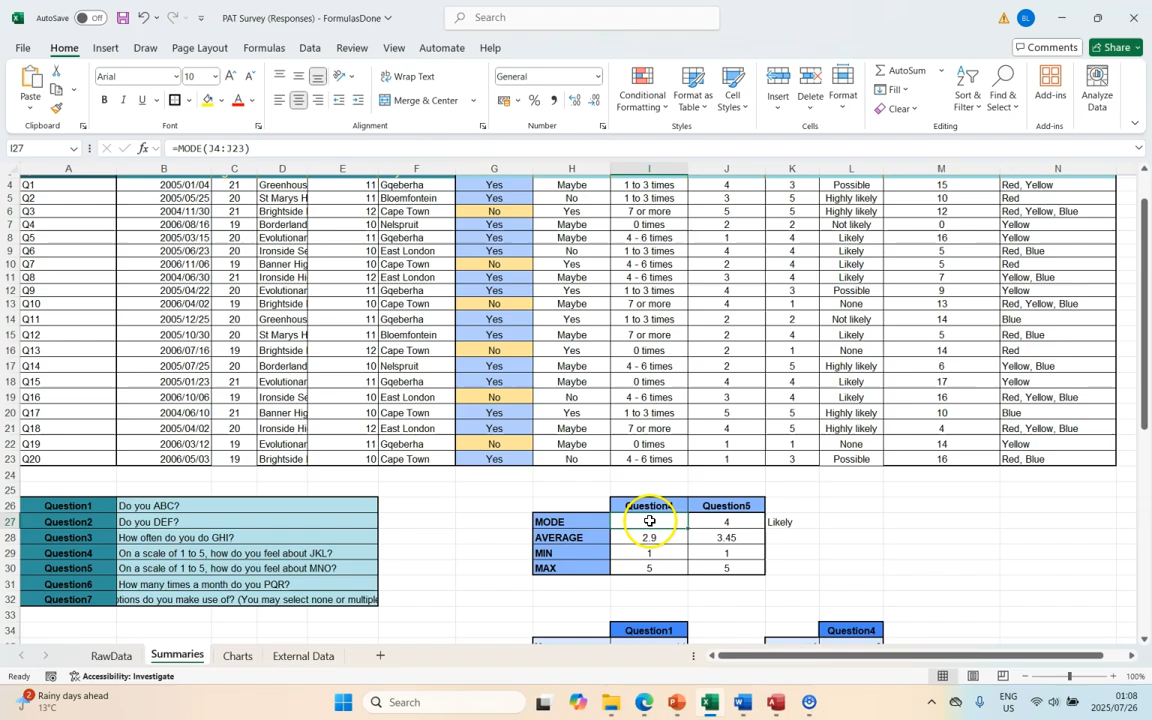 AutoSave Off PAT Survey (Responses) - FormulasDone Search BL
File Home Insert Draw Page Layout Formulas Data Review View Automate Help Comments Share
Paste Arial 10 Wrap Text General Conditional Formatting Format as Table Cell Styles Insert Delete Format AutoSum Sort & Filter Find & Select Add-ins Analyze Data
B I U A Merge & Center % Fill Clear
Clipboard Font Alignment Number Styles Cells Editing Add-ins
I27 fx =MODE(J4:J23)
A B C D E F G H I J K L M N
4 Q1 2005/01/04 21 Greenhous 11 Gqeberha Yes Maybe 1 to 3 times 4 3 Possible 15 Red, Yellow
5 Q2 2005/05/25 20 St Marys H 11 Bloemfontein Yes No 1 to 3 times 3 5 Highly likely 10 Red
6 Q3 2004/11/30 21 Brightside 12 Cape Town No Yes 7 or more 5 5 Highly likely 12 Red, Yellow, Blue
7 Q4 2006/08/16 19 Borderland 10 Nelspruit Yes Maybe 0 times 2 2 Not likely 0 Yellow
8 Q5 2005/03/15 20 Evolutionar 11 Gqeberha Yes Maybe 4 - 6 times 1 4 Likely 5 Yellow
9 Q6 2005/06/23 20 Ironside Se 10 East London Yes No 1 to 3 times 4 4 Likely 5 Red, Blue
10 Q7 2006/11/06 19 Banner Hig 10 Cape Town No Yes 4 - 6 times 2 4 Likely 5 Red
11 Q8 2004/06/30 21 Ironside Hi 12 East London Yes Maybe 4 - 6 times 3 4 Likely 7 Yellow, Blue
12 Q9 2005/04/22 20 Evolutionar 11 Gqeberha Yes Maybe 1 to 3 times 4 3 Possible 9 Yellow
13 Q10 2006/04/02 19 Brightside 10 Cape Town No Maybe 7 or more 4 1 None 13 Red, Yellow, Blue
14 Q11 2005/12/25 20 Greenhous 11 Gqeberha Yes Yes 1 to 3 times 2 2 Not likely 14 Blue
15 Q12 2005/10/30 20 St Marys H 11 Bloemfontein Yes Maybe 7 or more 2 4 Likely 5 Red, Blue
16 Q13 2006/07/16 19 Brightside 12 Cape Town No Yes 0 times 2 1 None 14 Red
17 Q14 2005/07/25 20 Borderland 10 Nelspruit Yes Maybe 4 - 6 times 2 5 Highly likely 6 Red, Yellow
18 Q15 2005/01/23 21 Evolutionar 11 Gqeberha Yes Maybe 0 times 4 4 Likely 17 Yellow
19 Q16 2006/10/06 19 Ironside Se 10 East London No No 4 4 Likely 16 Red, Yellow, Blue
20 Q17 2004/06/10 21 Banner High 10 Cape Town Yes Yes 1 to 3 times 5 5 Highly likely 10 Blue
21 Q18 2005/04/02 20 Ironside Hi 12 East London Yes Maybe 7 or more 4 5 Highly likely 4 Red, Yellow, Blue
22 Q19 2006/03/12 19 Evolutionar 11 Gqeberha No Maybe 0 times 1 1 None 14 Yellow
23 Q20 2006/05/03 19 Brightside 10 Cape Town Yes No 4 - 6 times 1 3 Possible 16 Red, Blue
24
25
26 Question1 Do you ABC? Question4 Question5
27 Question2 Do you DEF? MODE 4 Likely
28 Question3 How often do you do GHI? AVERAGE 2.9 3.45
29 Question4 On a scale of 1 to 5, how do you feel about JKL? MIN 1 1
30 Question5 On a scale of 1 to 5, how do you feel about MNO? MAX 5 5
31 Question6 How many times a month do you PQR?
32 Question7 ptions do you make use of? (You may select none or multiple
33
34 Question1 Question4
RawData Summaries Charts External Data
Ready Accessibility: Investigate 100%
2 Rainy days ahead 13°C Search ENG US 01:08 2025/07/26